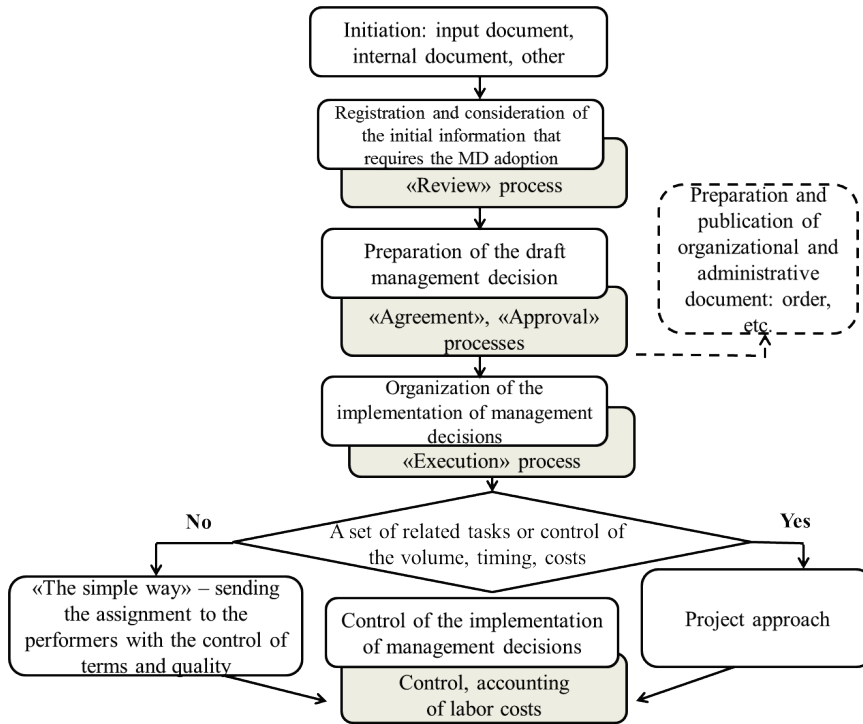 Initiation: input document,
internal document, other
Registration and consideration of
the initial information that
requires the MD adoption
«Review» process
Preparation of the draft
management decision
«Agreement», «Approval»
processes
Preparation and
publication of
organizational and
administrative
document: order,
etc.
Organization of the
implementation of management
decisions
«Execution» process
No
A set of related tasks or control of
the volume, timing, costs
Yes
«The simple way» – sending
the assignment to the
performers with the control of
terms and quality
Control of the implementation
of management decisions
Control, accounting
of labor costs
Project approach